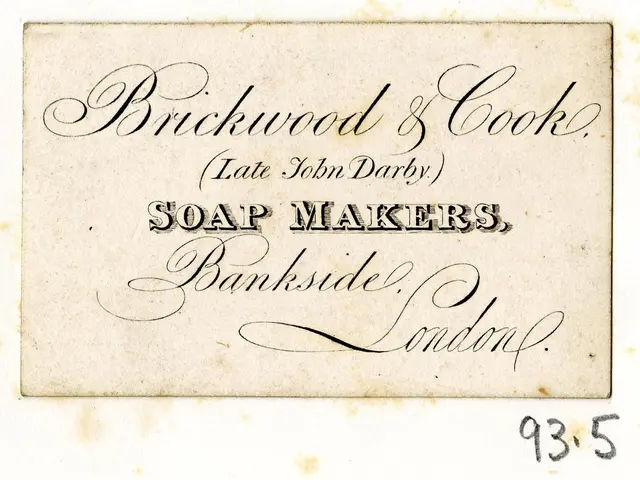 Brickwood & Cook.
(Late John Darby.)
SOAP MAKERS,
Bankside,
London.
93.5